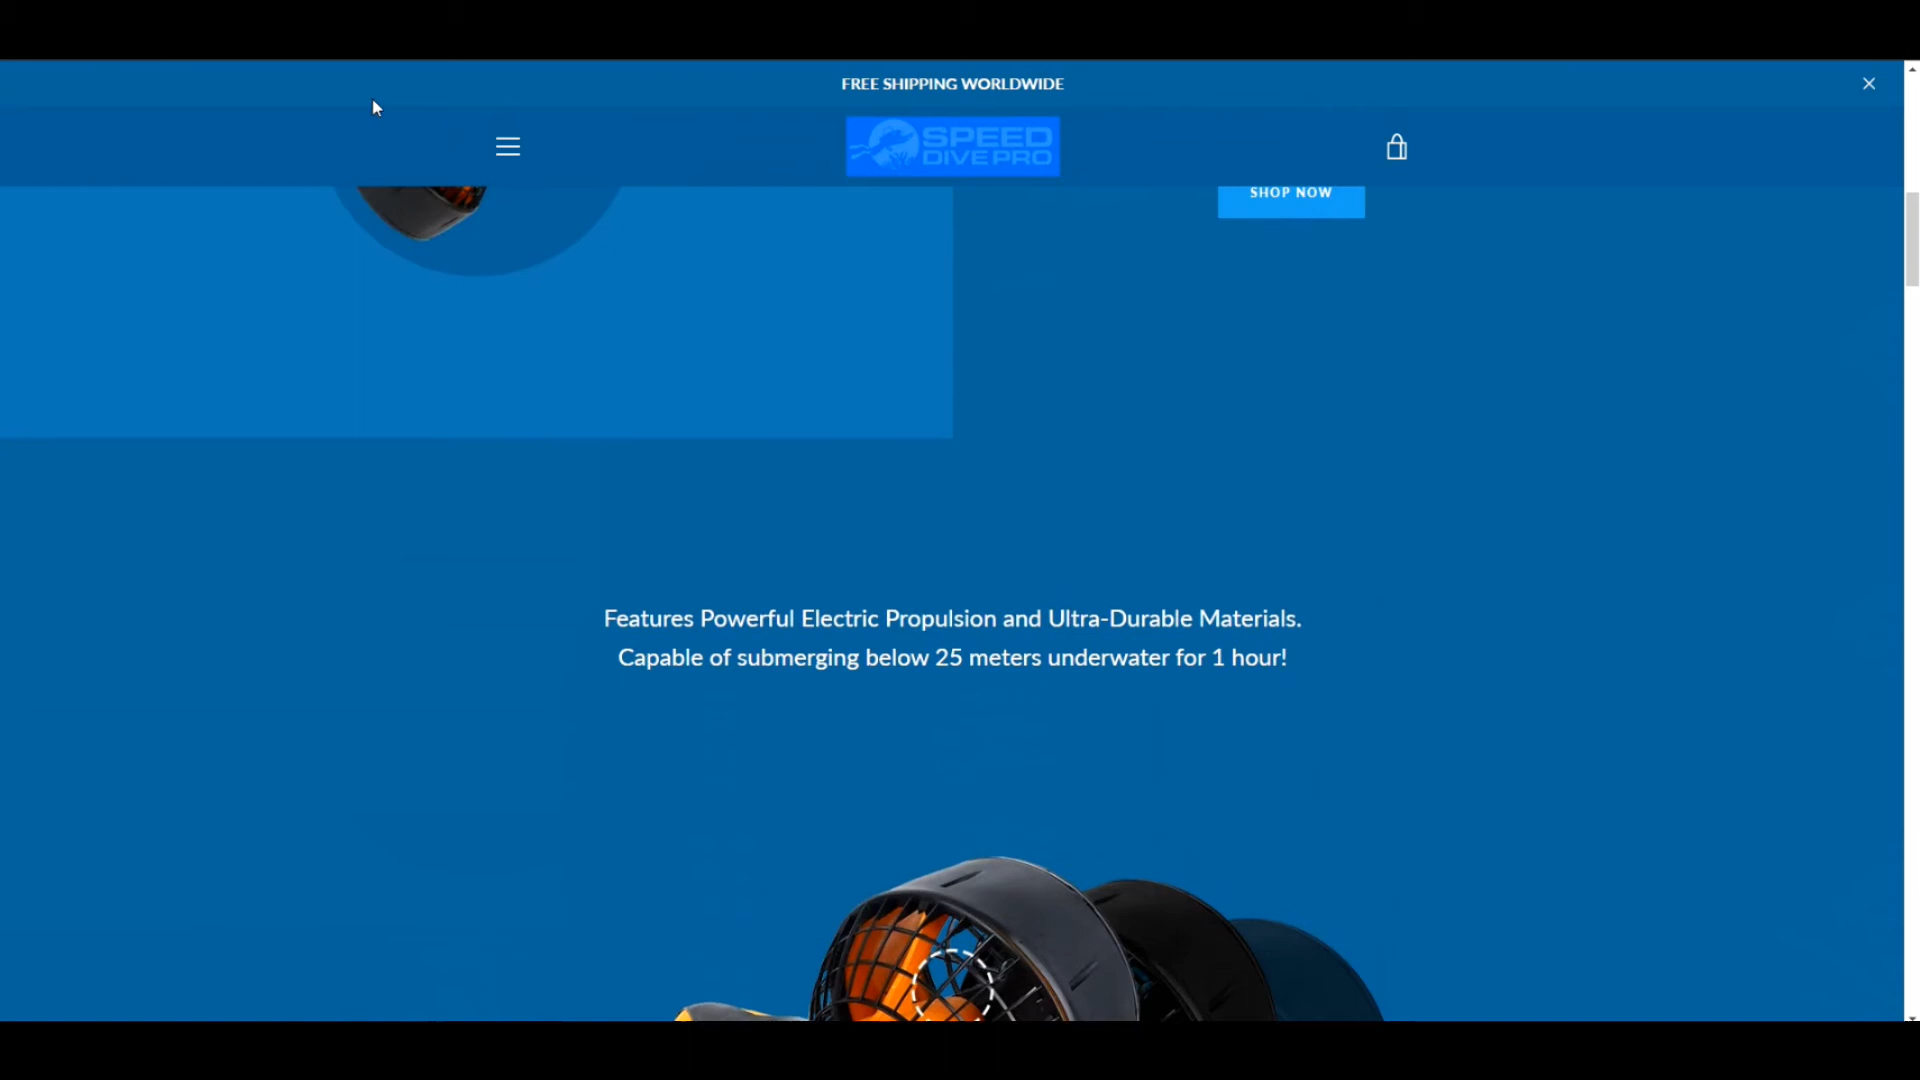 FREE SHIPPING WORLDWIDE
SPEED
DIVE PRO
SHOP NOW
Features Powerful Electric Propulsion and Ultra-Durable Materials.
Capable of submerging below 25 meters underwater for 1 hour!